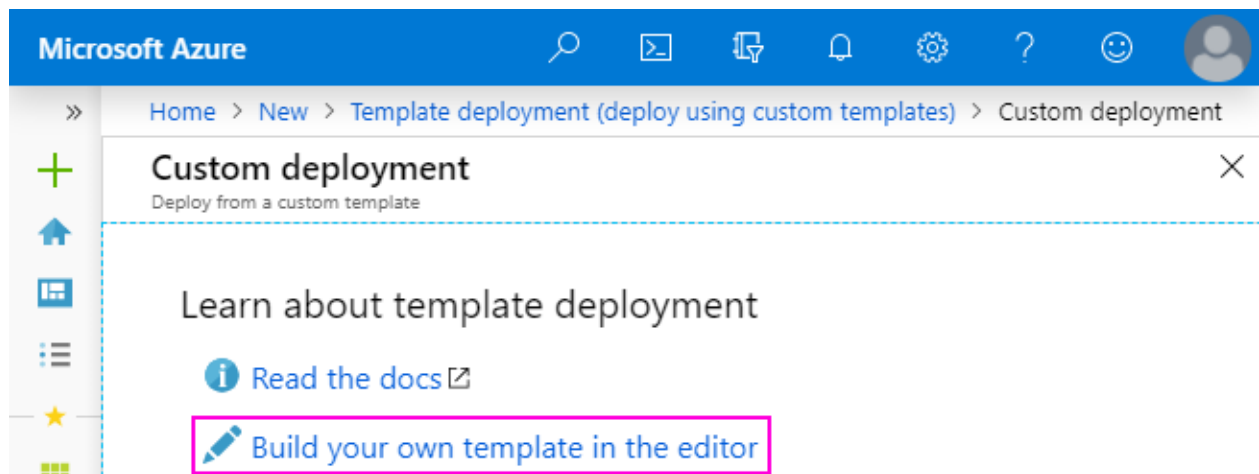 Microsoft Azure
Home > New > Template deployment (deploy using custom templates) > Custom deployment
Custom deployment
Deploy from a custom template
Learn about template deployment
Read the docs
Build your own template in the editor